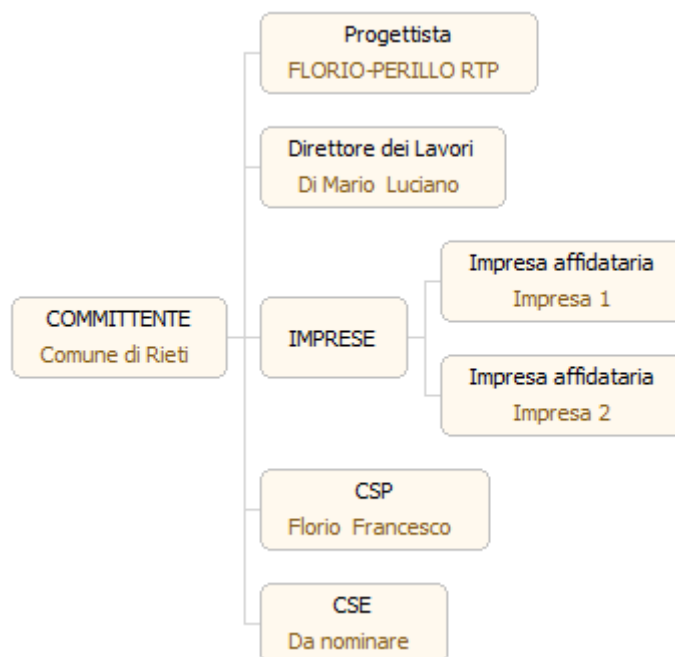 Progettista
FLORIO-PERILLO RTP
Direttore dei Lavori
Di Mario Luciano
Impresa affidataria
Impresa 1
COMMITTENTE
Comune di Rieti
IMPRESE
Impresa affidataria
Impresa 2
CSP
Florio Francesco
CSE
Da nominare